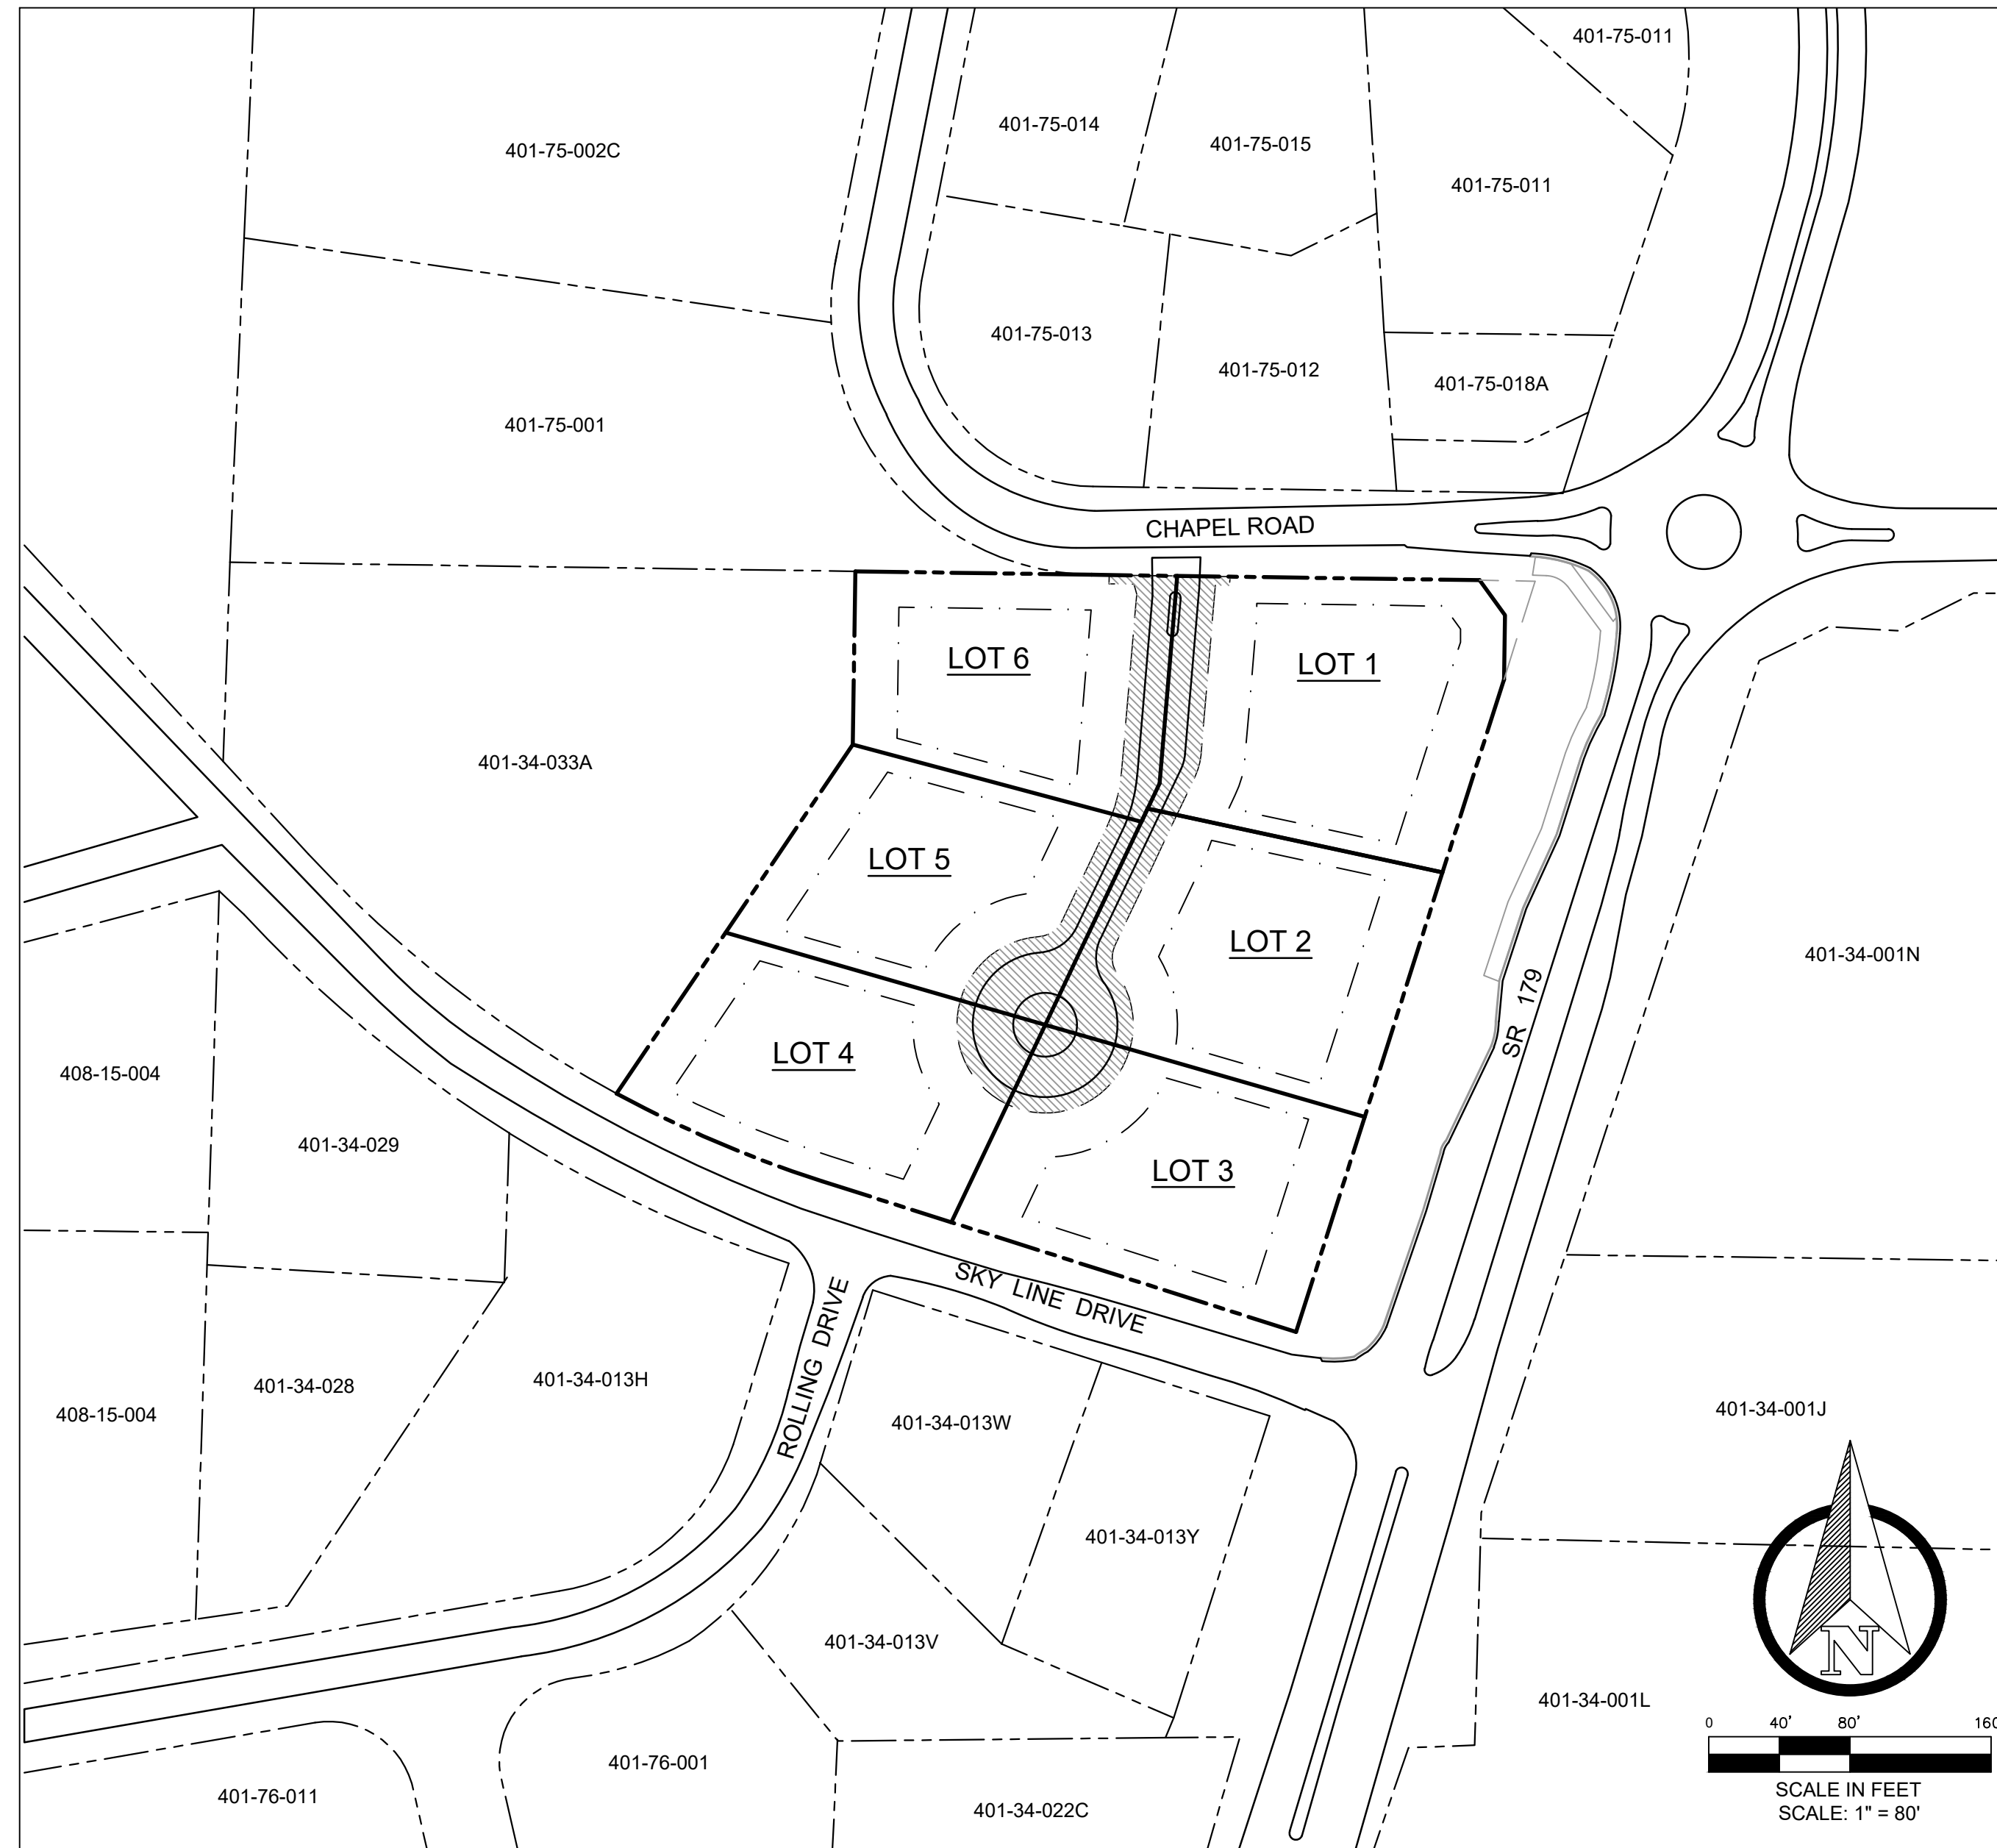 401-75-011
401-75-014
401-75-015
401-75-002C
401-75-011
401-75-013
401-75-012
401-75-018A
401-75-001
CHAPEL ROAD
LOT 6
LOT 1
401-34-033A
LOT 5
LOT 2
401-34-001N
SR 179
LOT 4
408-15-004
401-34-029
LOT 3
SKY LINE DRIVE
ROLLING DRIVE
401-34-028
401-34-013H
408-15-004
401-34-013W
401-34-001J
401-34-013Y
401-34-013V
N
401-34-001L
0 40' 80' 160
401-76-001
401-76-011
401-34-022C
SCALE IN FEET
SCALE: 1" = 80'